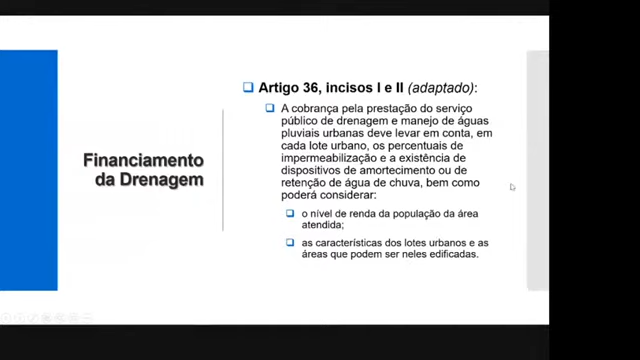 Financiamento
da Drenagem
Artigo 36, incisos I e II (adaptado):
A cobrança pela prestação do serviço
público de drenagem e manejo de águas
pluviais urbanas deve levar em conta, em
cada lote urbano, os percentuais de
impermeabilização e a existência de
dispositivos de amortecimento ou de
retenção de água de chuva, bem como
poderá considerar:
o nível de renda da população da área
atendida;
as características dos lotes urbanos e as
áreas que podem ser neles edificadas.